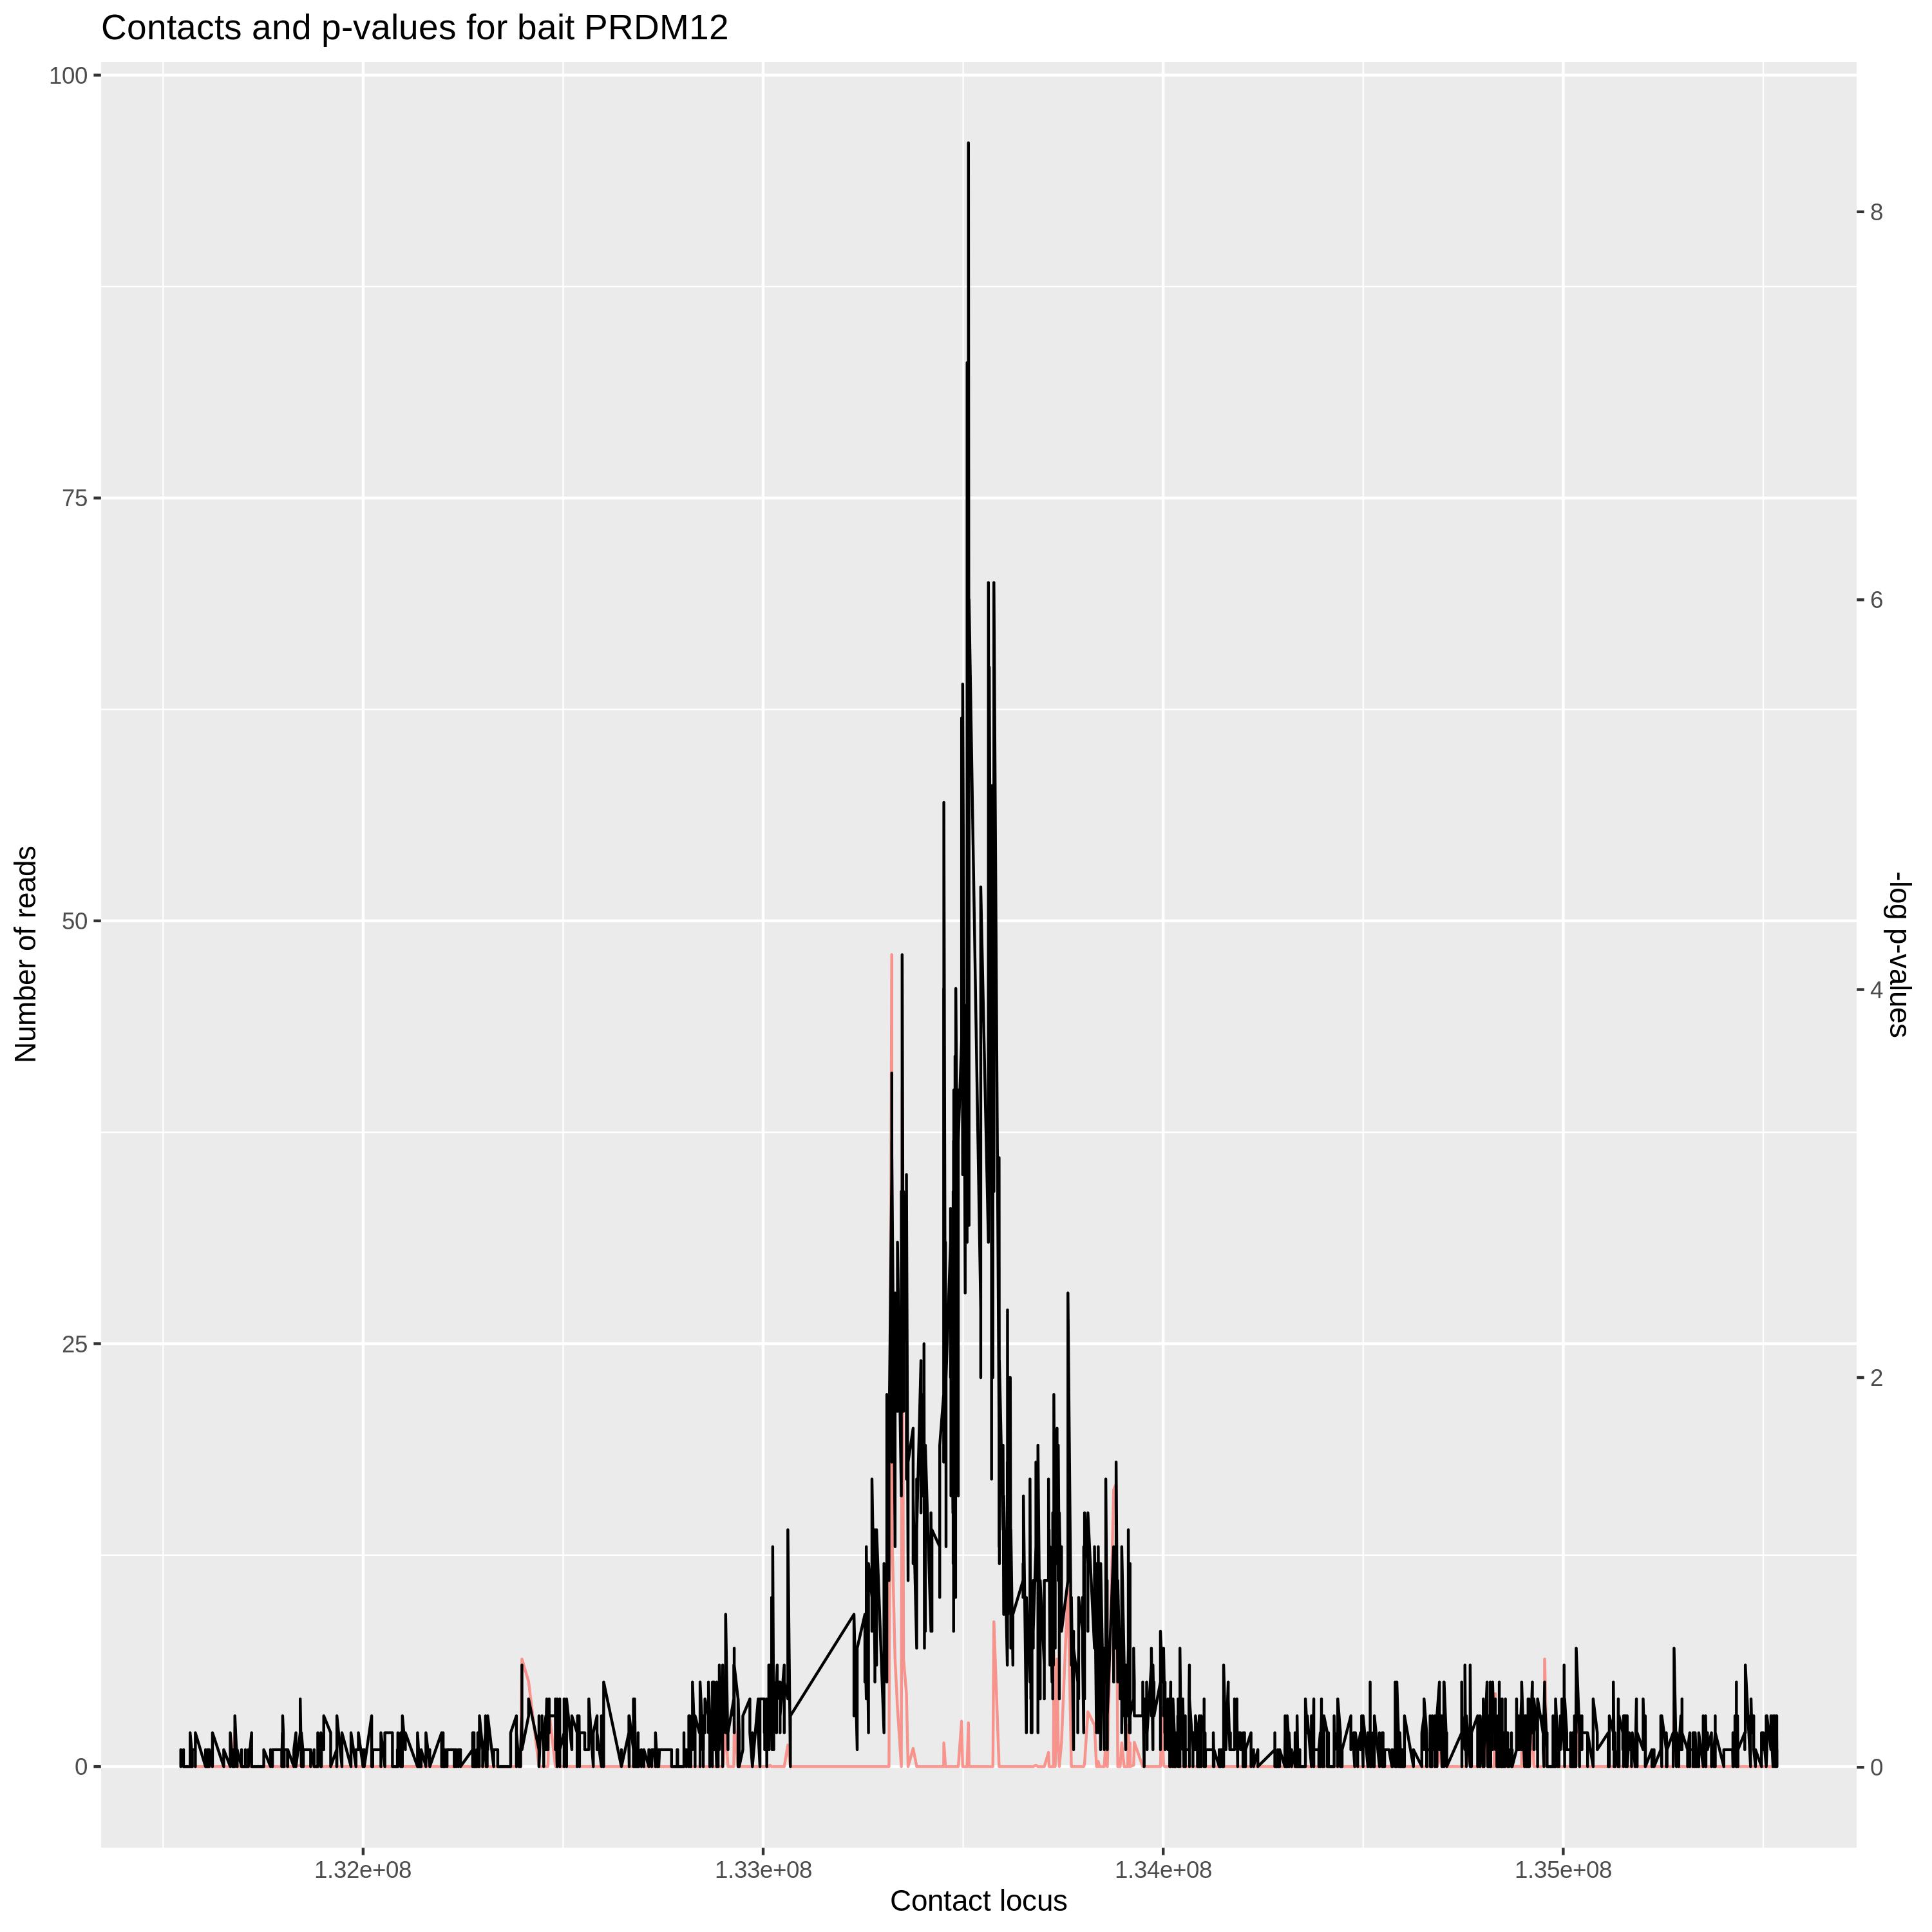 Contacts and p-values for bait PRDM12
100
75
50
25
0
Number of reads
8
6
4
2
0
-log p-values
1.32e+08
1.33e+08
1.34e+08
1.35e+08
Contact locus